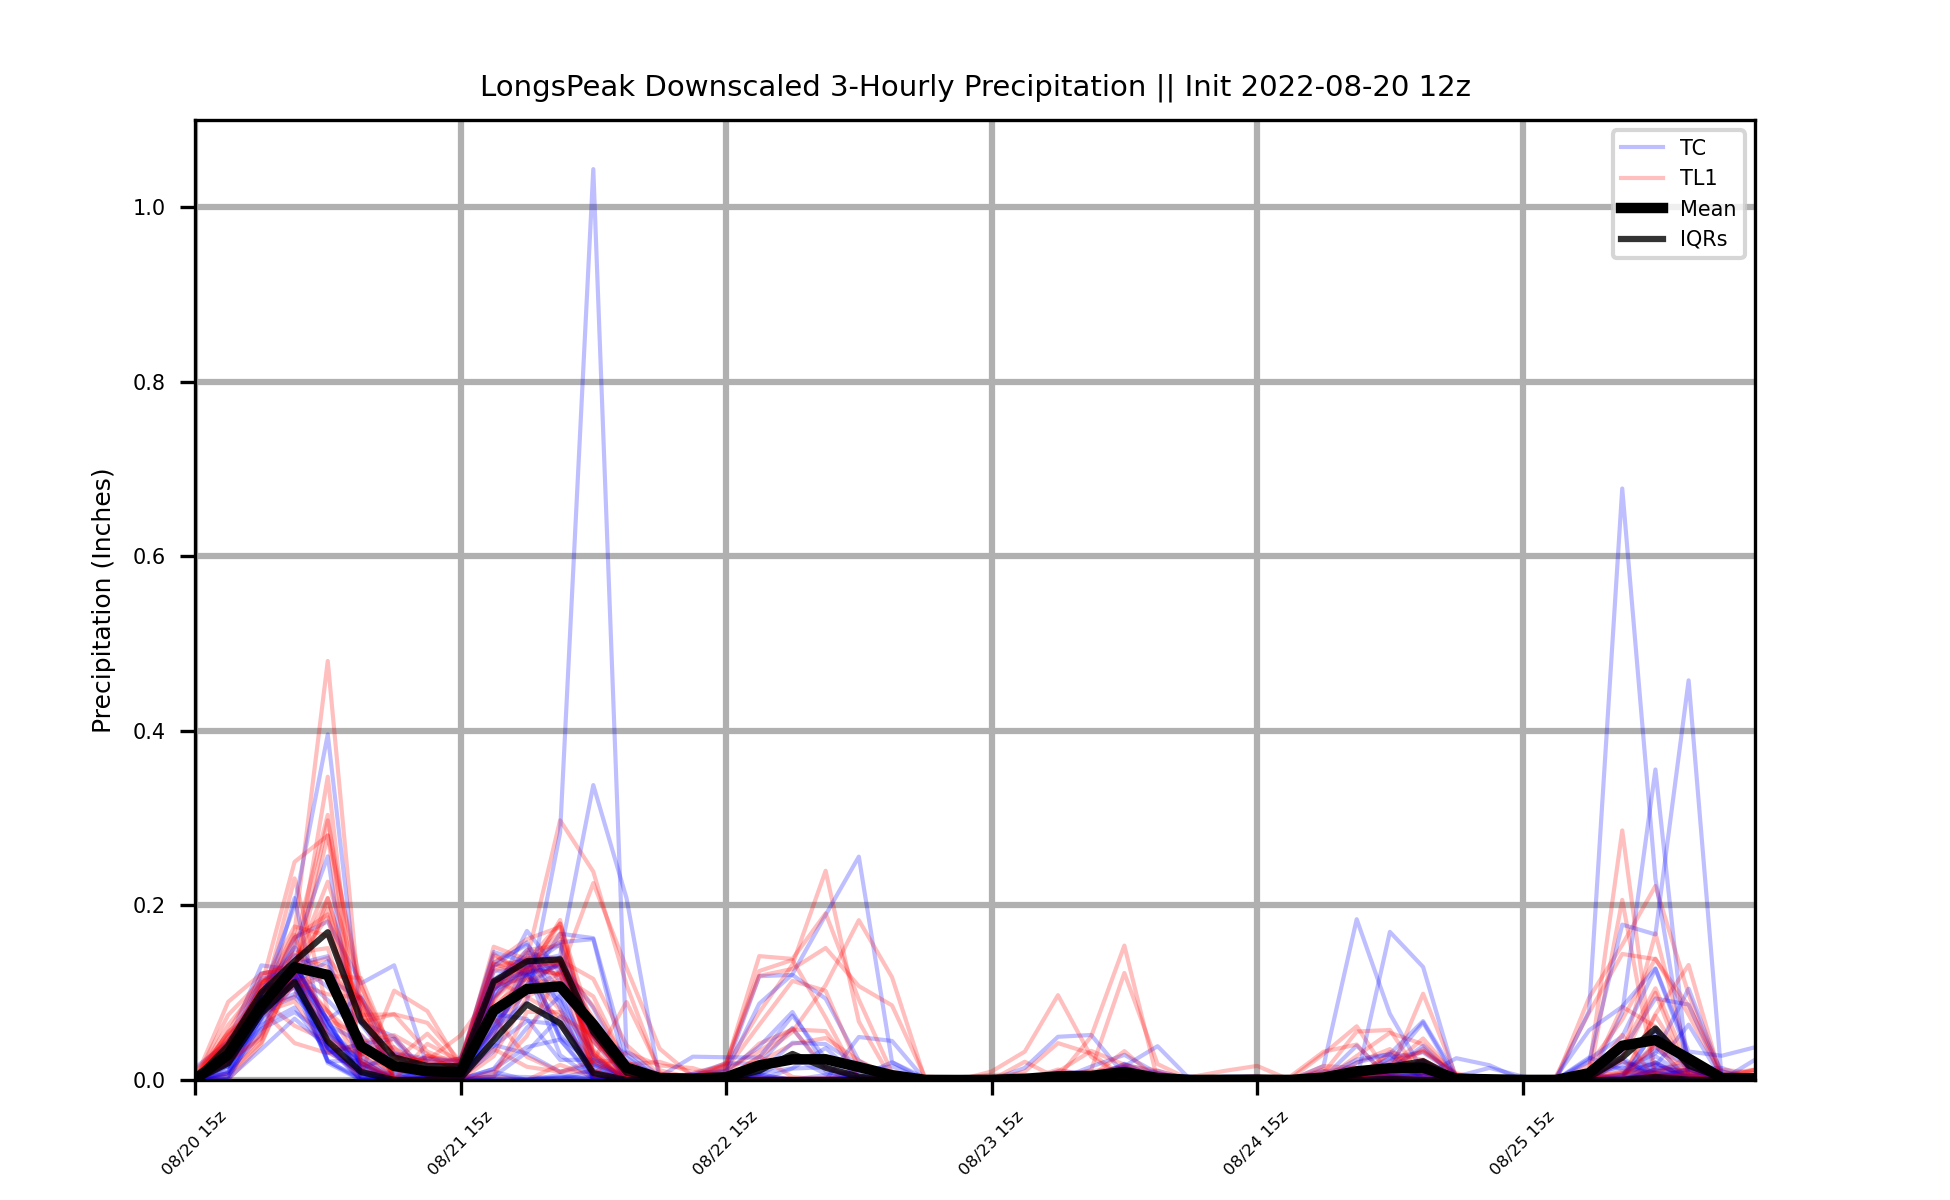 LongsPeak Downscaled 3-Hourly Precipitation || Init 2022-08-20 12z
TC
TL1
Mean
IQRs
Precipitation (Inches)
1.0
0.8
0.6
0.4
0.2
0.0
08/20 15z
08/21 15z
08/22 15z
08/23 15z
08/24 15z
08/25 15z